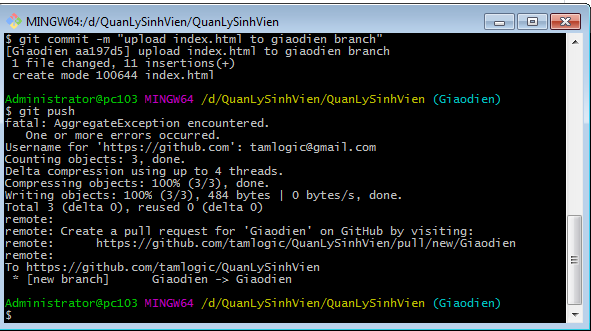 MINGW64:/d/QuanLySinhVien/QuanLySinhVien
$ git commit -m "upload index.html to giaodien branch"
[Giaodien aa197d5] upload index.html to giaodien branch
 1 file changed, 11 insertions(+)
 create mode 100644 index.html

Administrator@pc103 MINGW64 /d/QuanLySinhVien/QuanLySinhVien (Giaodien)
$ git push
fatal: AggregateException encountered.
   One or more errors occurred.
Username for 'https://github.com': tamlogic@gmail.com
Counting objects: 3, done.
Delta compression using up to 4 threads.
Compressing objects: 100% (3/3), done.
Writing objects: 100% (3/3), 484 bytes | 0 bytes/s, done.
Total 3 (delta 0), reused 0 (delta 0)
remote:
remote: Create a pull request for 'Giaodien' on GitHub by visiting:
remote:      https://github.com/tamlogic/QuanLySinhVien/pull/new/Giaodien
remote:
To https://github.com/tamlogic/QuanLySinhVien
 * [new branch]      Giaodien -> Giaodien

Administrator@pc103 MINGW64 /d/QuanLySinhVien/QuanLySinhVien (Giaodien)
$